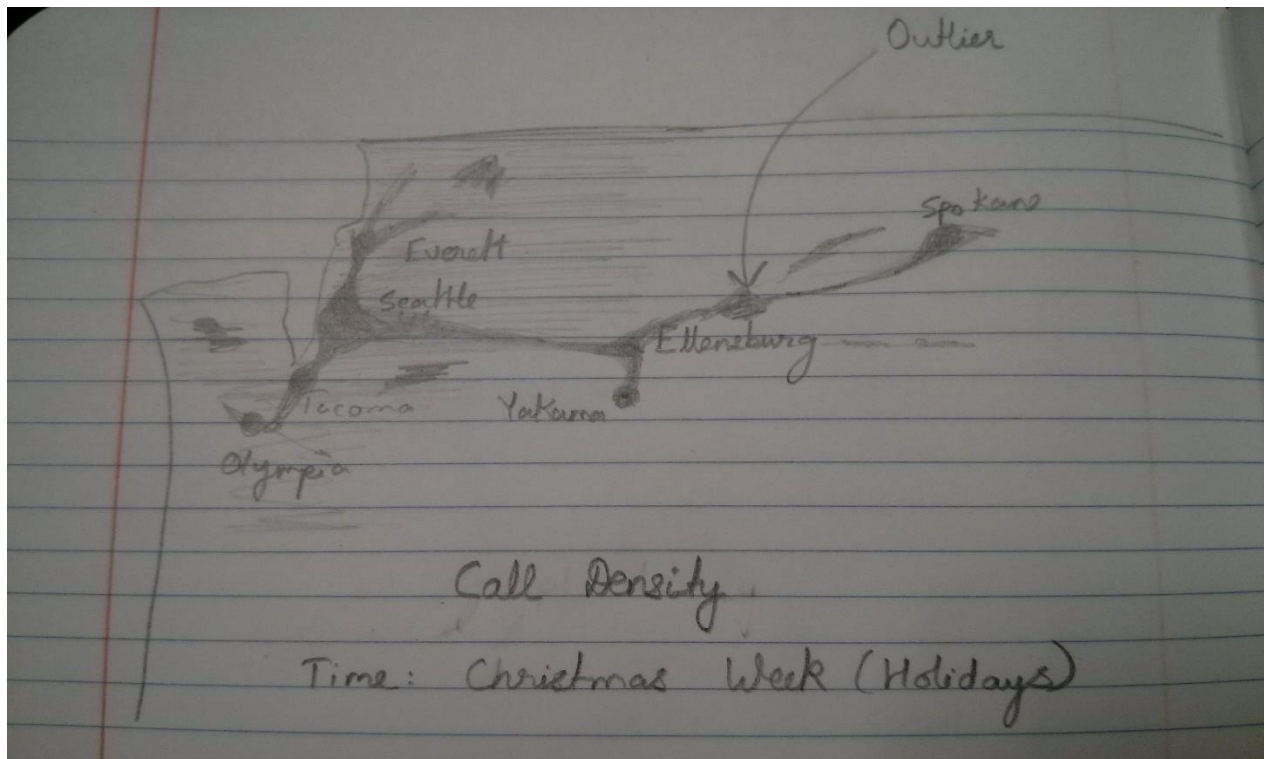 Outlier
Spokane
Everett
Seattle
Ellensburg
Tacoma
Yakama
Olympia
Call Density
Time: Christmas Week (Holidays)